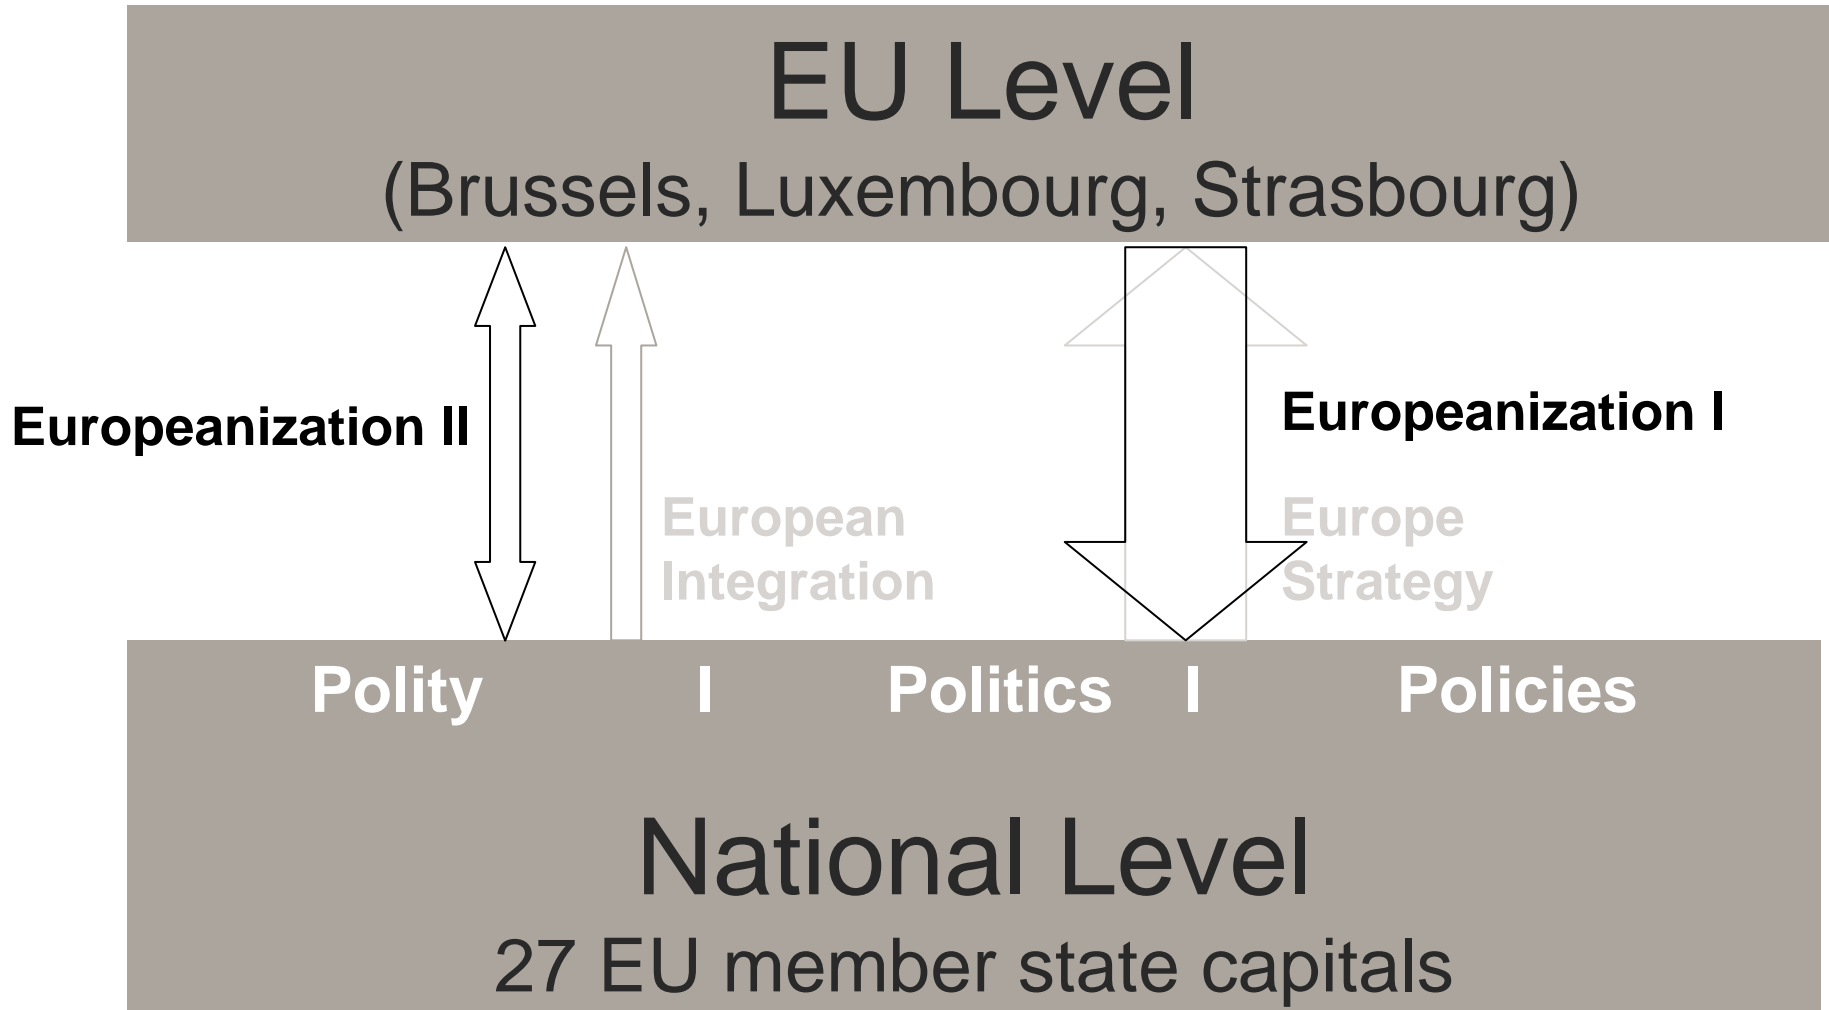 EU Level
(Brussels, Luxembourg, Strasbourg)
Europeanization II
Europeanization I
European
Integration
Europe
Strategy
Polity I Politics I Policies
National Level
27 EU member state capitals